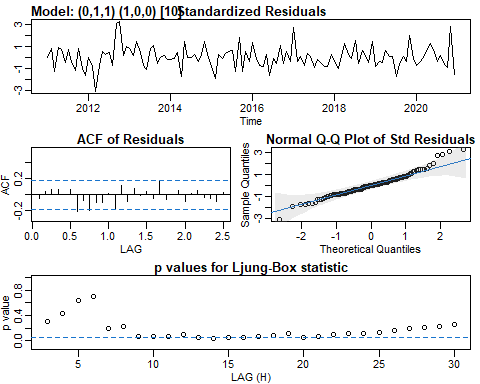 Model: (0,1,1) (1,0,0) [10] Standardized Residuals
3
1
-1
-3
2012 2014 2016 2018 2020
Time
ACF of Residuals
ACF
0.2
-0.2
0.0 0.5 1.0 1.5 2.0 2.5
LAG
Normal Q-Q Plot of Std Residuals
Sample Quantiles
3
1
-1
-3
-2 -1 0 1 2
Theoretical Quantiles
p values for Ljung-Box statistic
p value
0.8
0.4
0.0
5 10 15 20 25 30
LAG (H)